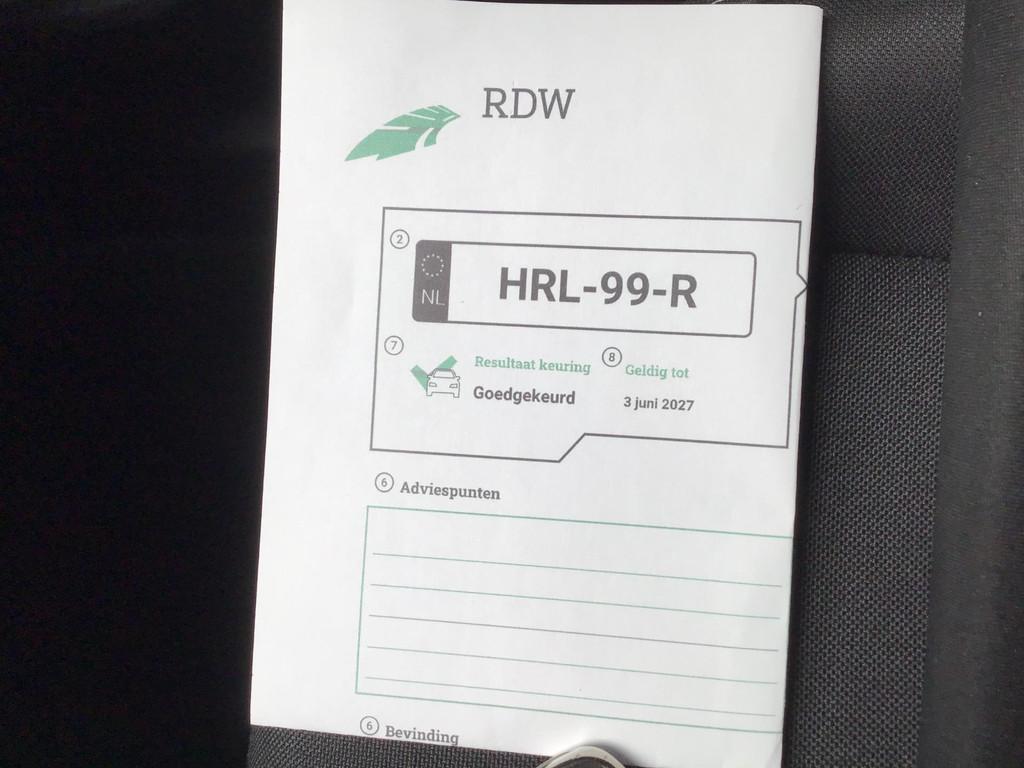 RDW
2
NL
HRL-99-R
7
Resultaat keuring
Goedgekeurd
8
Geldig tot
3 juni 2027
6 Adviespunten
6 Bevinding